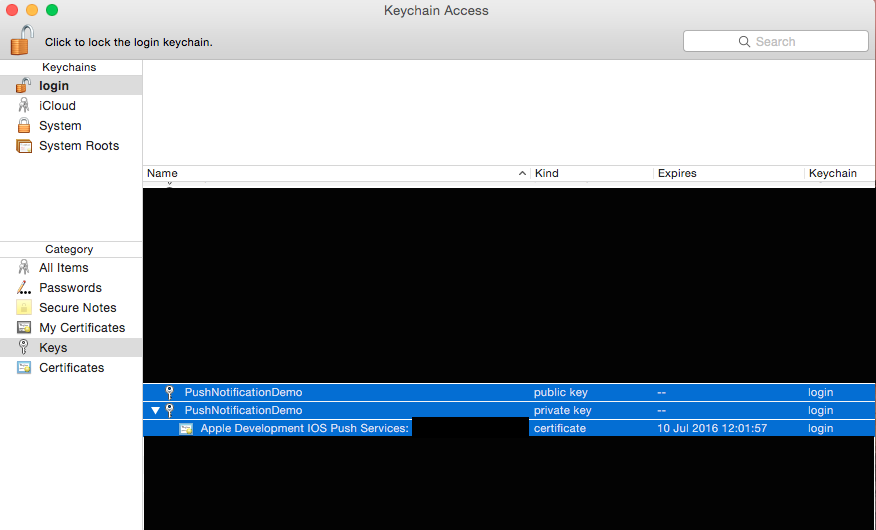 Keychain Access
Click to lock the login keychain.
Search
Keychains
login
iCloud
System
System Roots
Name Kind Expires Keychain
Category
All Items
Passwords
Secure Notes
My Certificates
Keys
Certificates
PushNotificationDemo public key -- login
PushNotificationDemo private key -- login
Apple Development IOS Push Services: certificate 10 Jul 2016 12:01:57 login